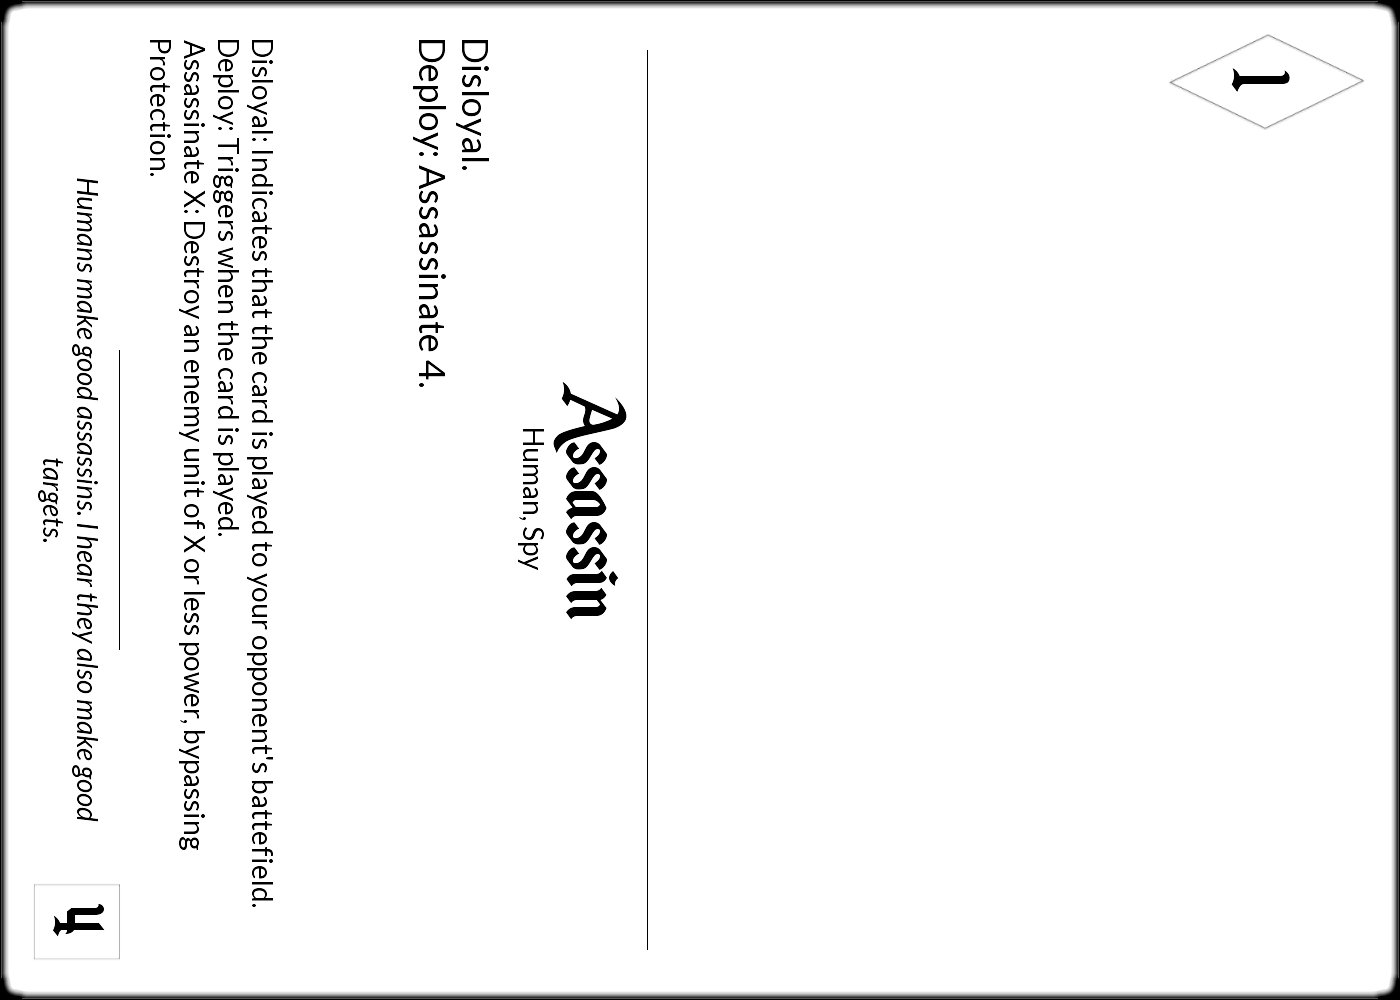 1
Assassin
Human, Spy
Disloyal.
Deploy: Assassinate 4.
Disloyal: Indicates that the card is played to your opponent's battefield.
Deploy: Triggers when the card is played.
Assassinate X: Destroy an enemy unit of X or less power, bypassing
Protection.
Humans make good assassins. I hear they also make good
targets.
4